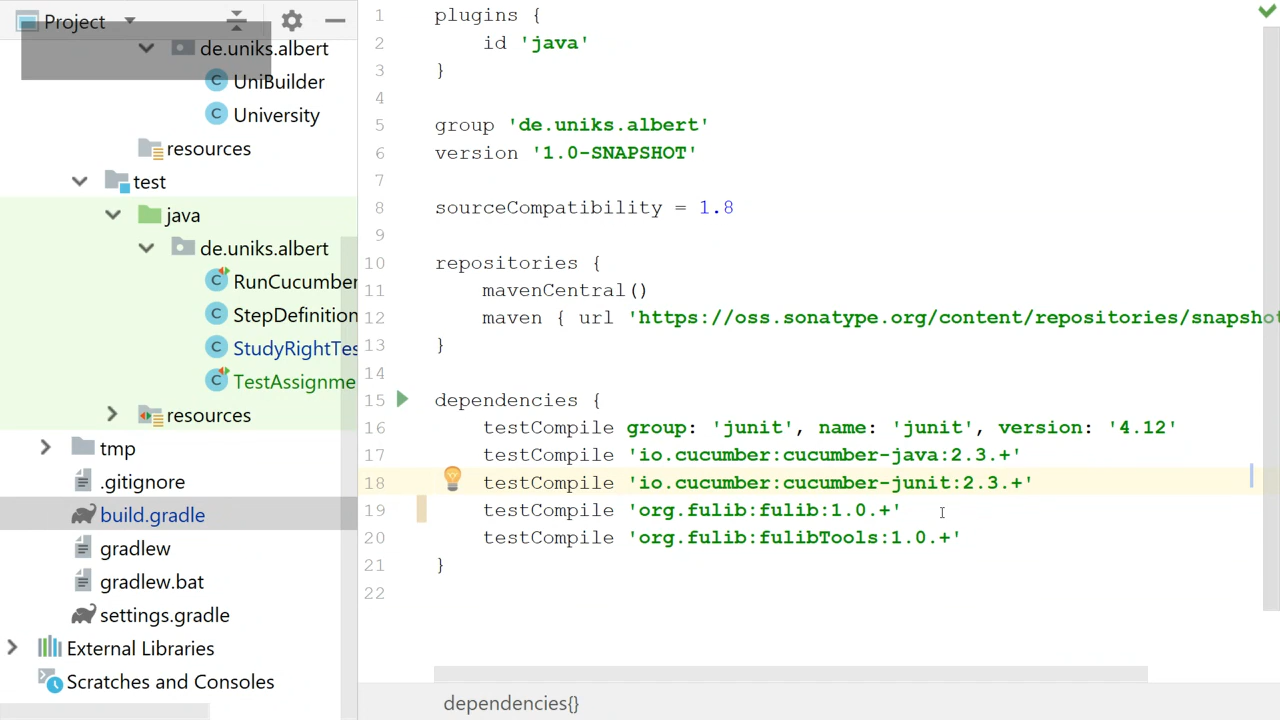 Project
de.uniks.albert
UniBuilder
University
resources
test
java
de.uniks.albert
RunCucumber
StepDefinition
StudyRightTes
TestAssignme
resources
tmp
.gitignore
build.gradle
gradlew
gradlew.bat
settings.gradle
External Libraries
Scratches and Consoles
1 plugins {
2 id 'java'
3 }
4
5 group 'de.uniks.albert'
6 version '1.0-SNAPSHOT'
7
8 sourceCompatibility = 1.8
9
10 repositories {
11 mavenCentral()
12 maven { url 'https://oss.sonatype.org/content/repositories/snapshot
13 }
14
15 dependencies {
16 testCompile group: 'junit', name: 'junit', version: '4.12'
17 testCompile 'io.cucumber:cucumber-java:2.3.+'
18 testCompile 'io.cucumber:cucumber-junit:2.3.+'
19 testCompile 'org.fulib:fulib:1.0.+'
20 testCompile 'org.fulib:fulibTools:1.0.+'
21 }
22
dependencies{}